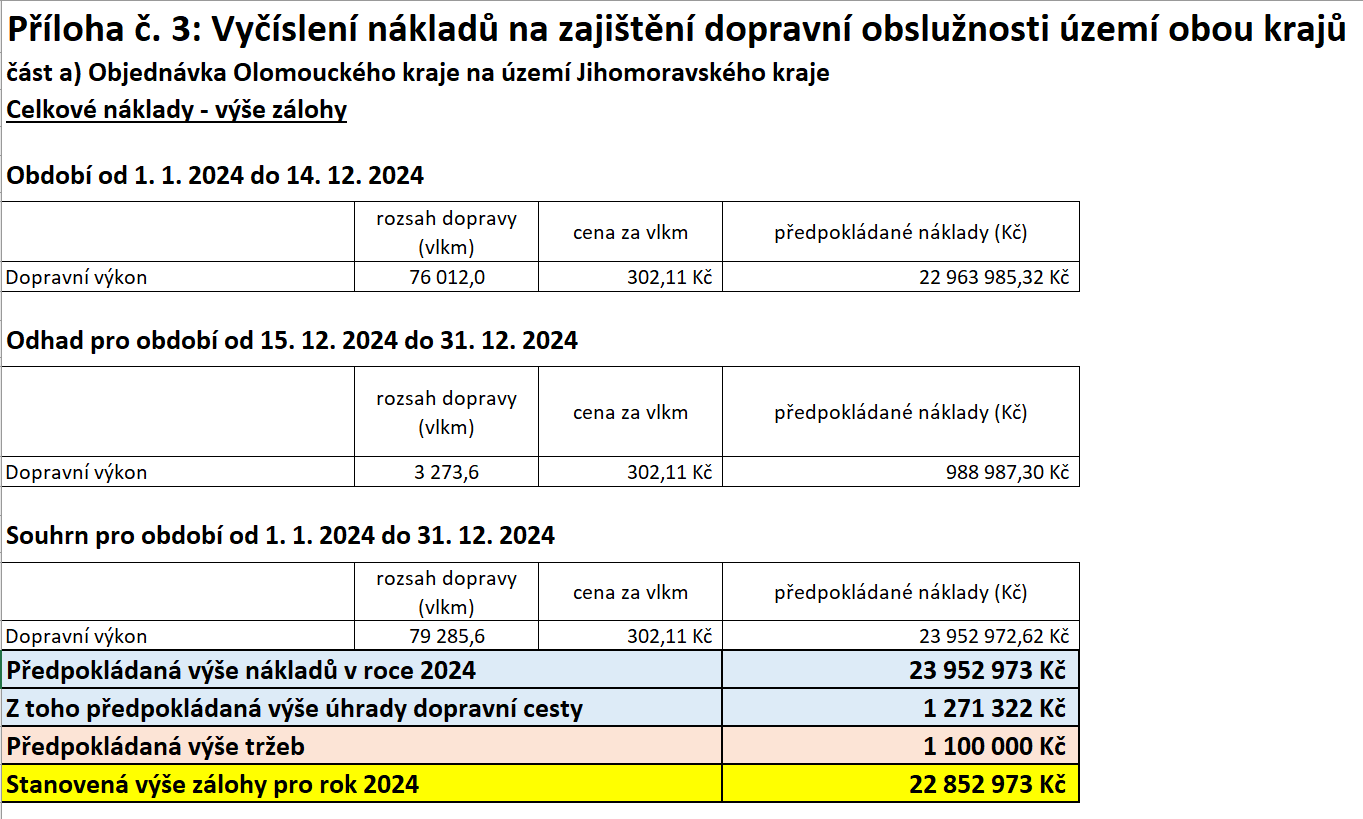 Příloha č. 3: Vyčíslení nákladů na zajištění dopravní obslužnosti území obou krajů
část a) Objednávka Olomouckého kraje na území Jihomoravského kraje
Celkové náklady - výše zálohy
Období od 1. 1. 2024 do 14. 12. 2024
rozsah dopravy
(vlkm)
cena za vlkm
předpokládané náklady (Kč)
Dopravní výkon 76 012,0 302,11 Kč 22 963 985,32 Kč
Odhad pro období od 15. 12. 2024 do 31. 12. 2024
rozsah dopravy
(vlkm)
cena za vlkm
předpokládané náklady (Kč)
Dopravní výkon 3 273,6 302,11 Kč 988 987,30 Kč
Souhrn pro období od 1. 1. 2024 do 31. 12. 2024
rozsah dopravy
(vlkm)
cena za vlkm
předpokládané náklady (Kč)
Dopravní výkon 79 285,6 302,11 Kč 23 952 972,62 Kč
Předpokládaná výše nákladů v roce 2024 23 952 973 Kč
Z toho předpokládaná výše úhrady dopravní cesty 1 271 322 Kč
Předpokládaná výše tržeb 1 100 000 Kč
Stanovená výše zálohy pro rok 2024 22 852 973 Kč